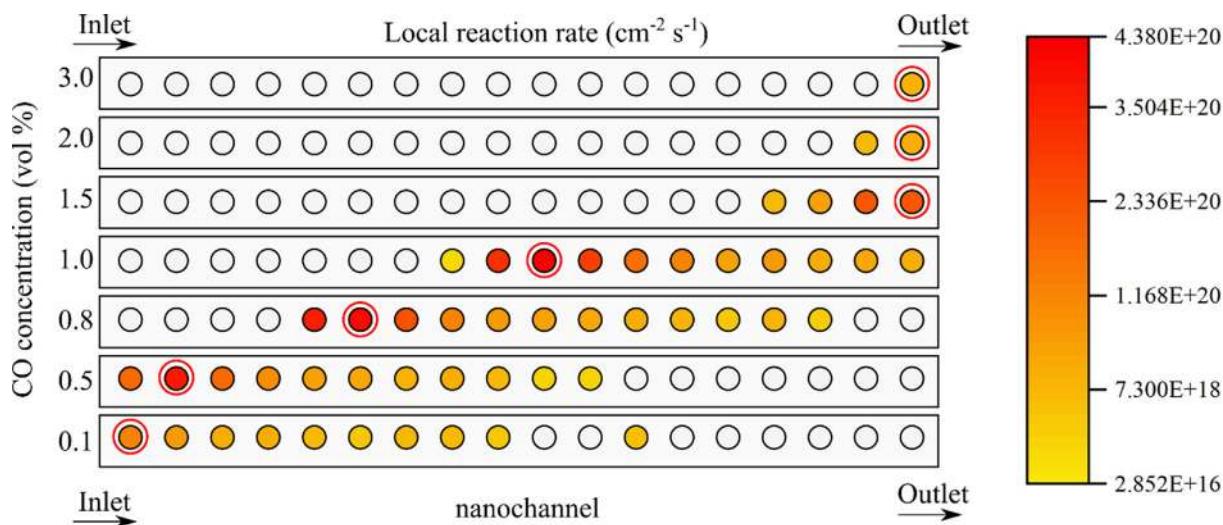 Inlet
Local reaction rate (cm⁻² s⁻¹)
Outlet
CO concentration (vol %)
3.0
2.0
1.5
1.0
0.8
0.5
0.1
Inlet
nanochannel
Outlet
4.380E+20
3.504E+20
2.336E+20
1.168E+20
7.300E+18
2.852E+16